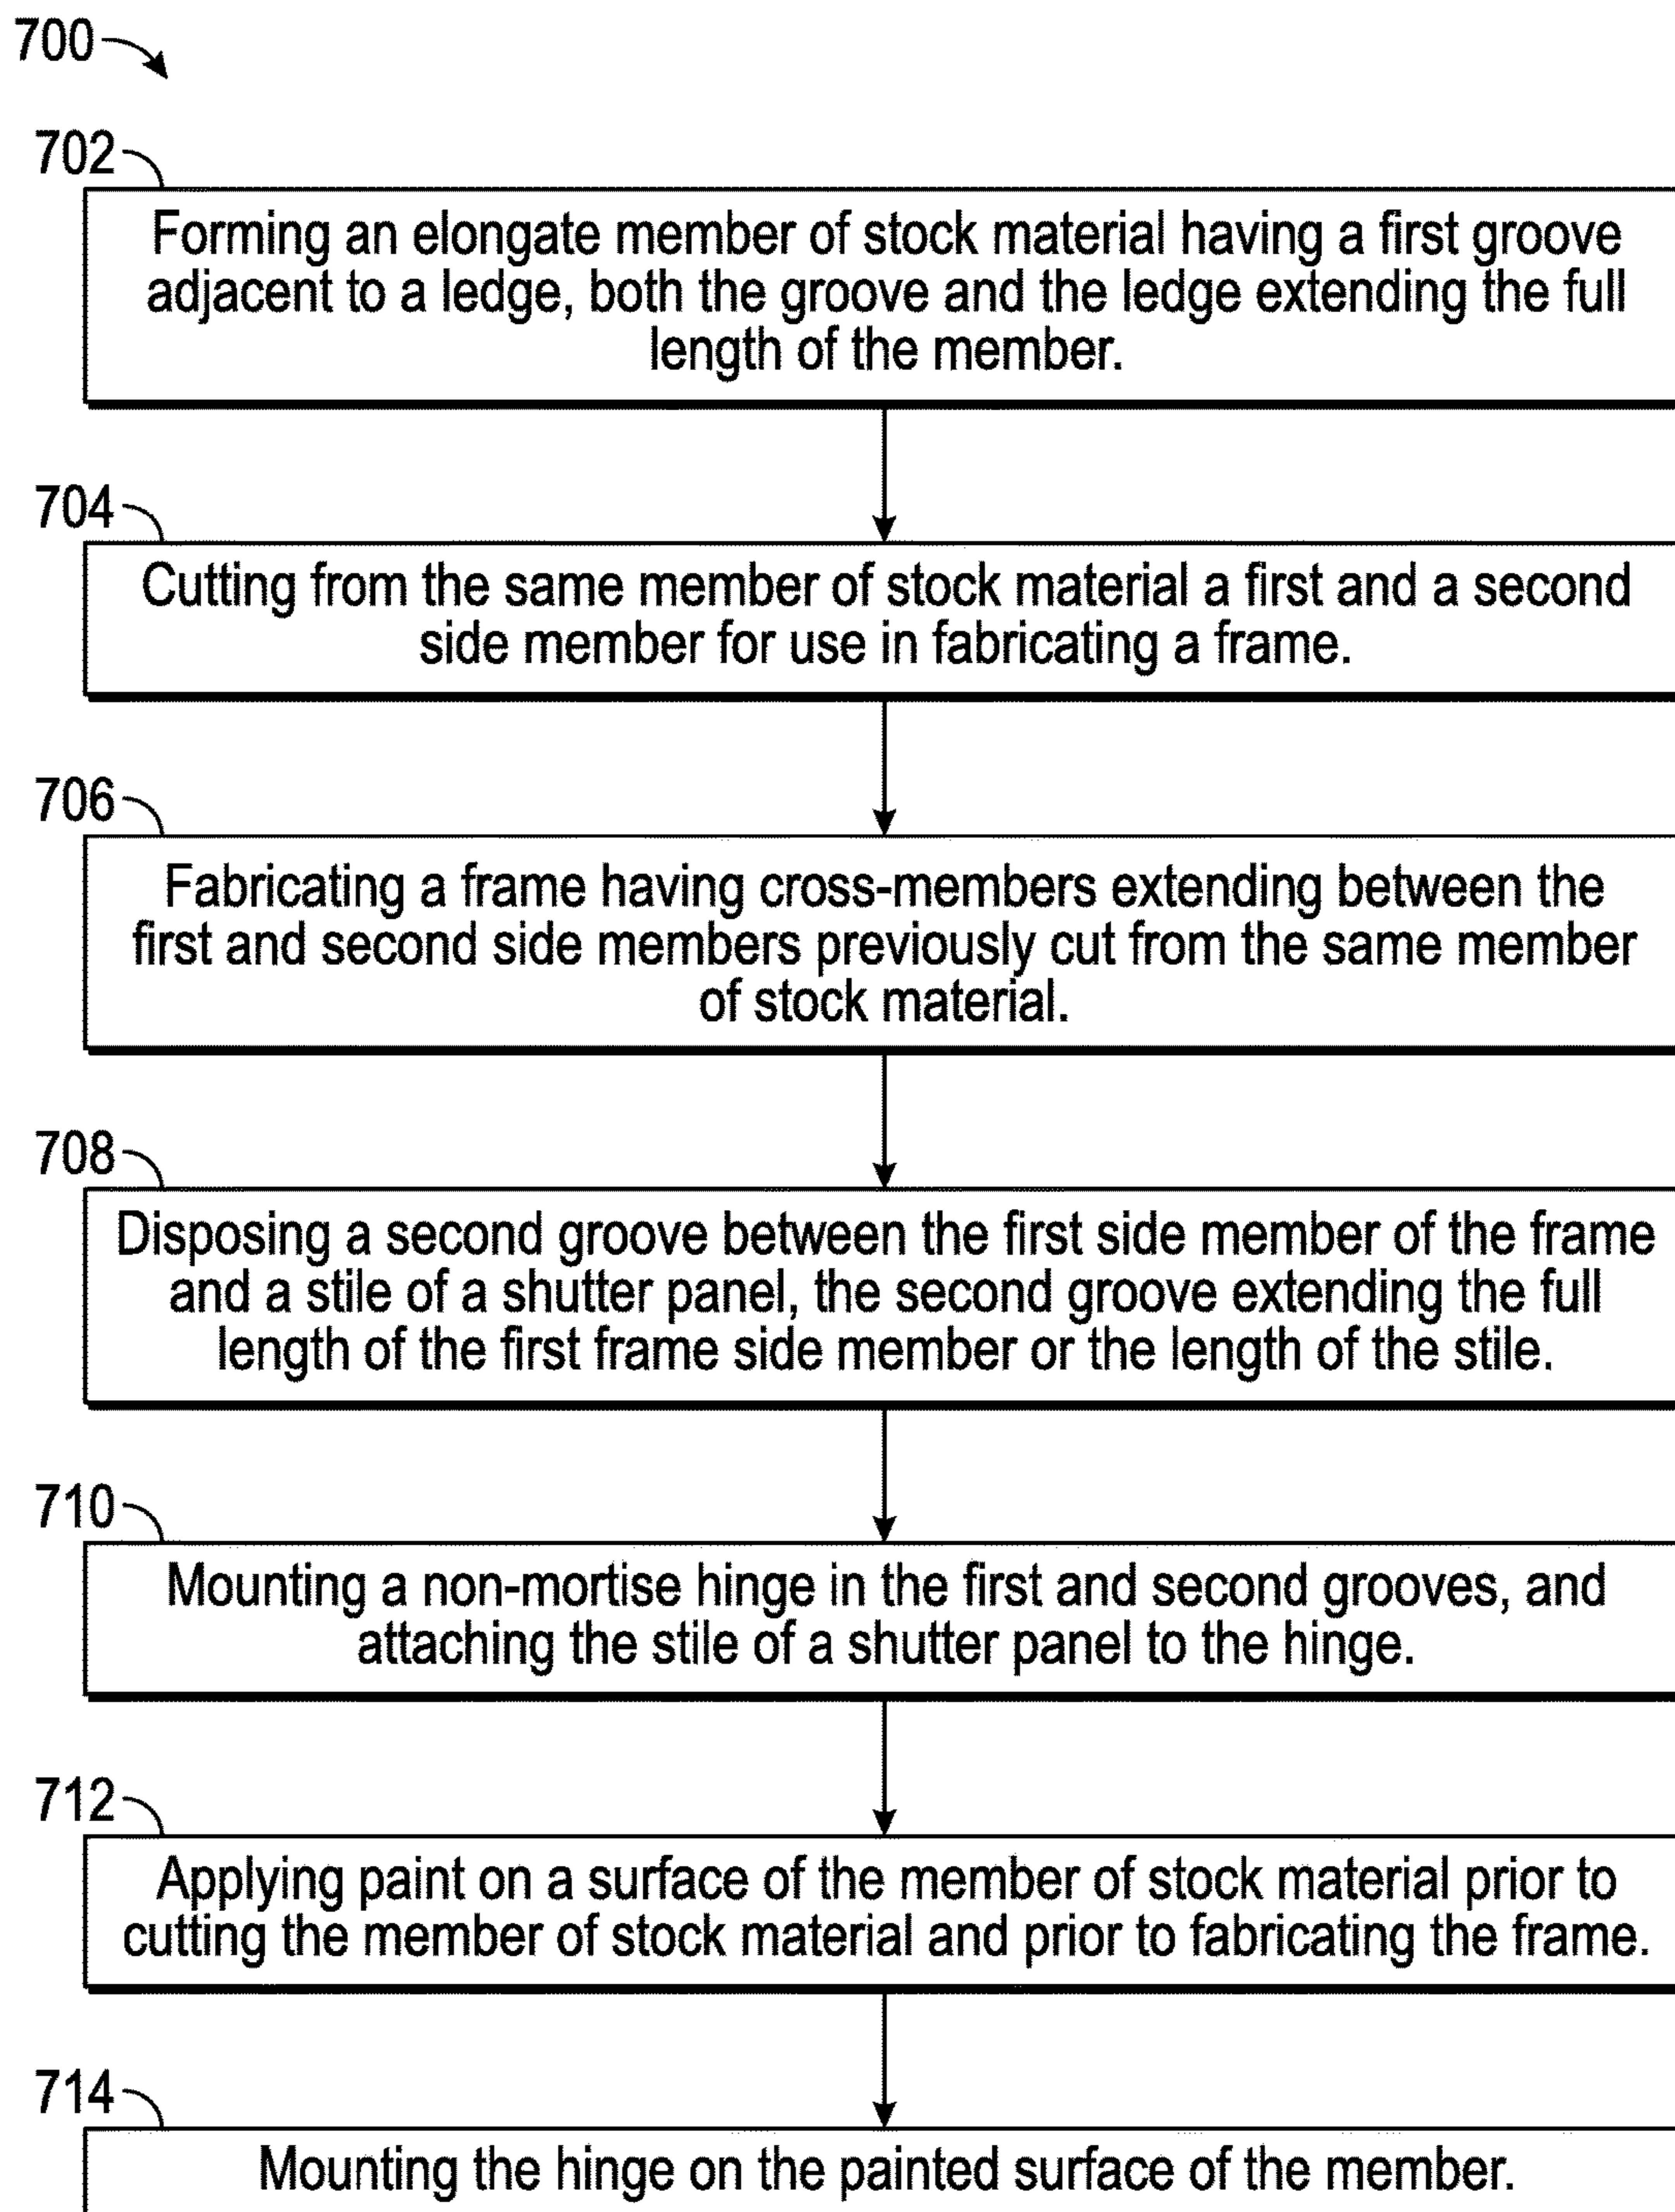 700
702
Forming an elongate member of stock material having a first groove
adjacent to a ledge, both the groove and the ledge extending the full
length of the member.
704
Cutting from the same member of stock material a first and a second
side member for use in fabricating a frame.
706
Fabricating a frame having cross-members extending between the
first and second side members previously cut from the same member
of stock material.
708
Disposing a second groove between the first side member of the frame
and a stile of a shutter panel, the second groove extending the full
length of the first frame side member or the length of the stile.
710
Mounting a non-mortise hinge in the first and second grooves, and
attaching the stile of a shutter panel to the hinge.
712
Applying paint on a surface of the member of stock material prior to
cutting the member of stock material and prior to fabricating the frame.
714
Mounting the hinge on the painted surface of the member.